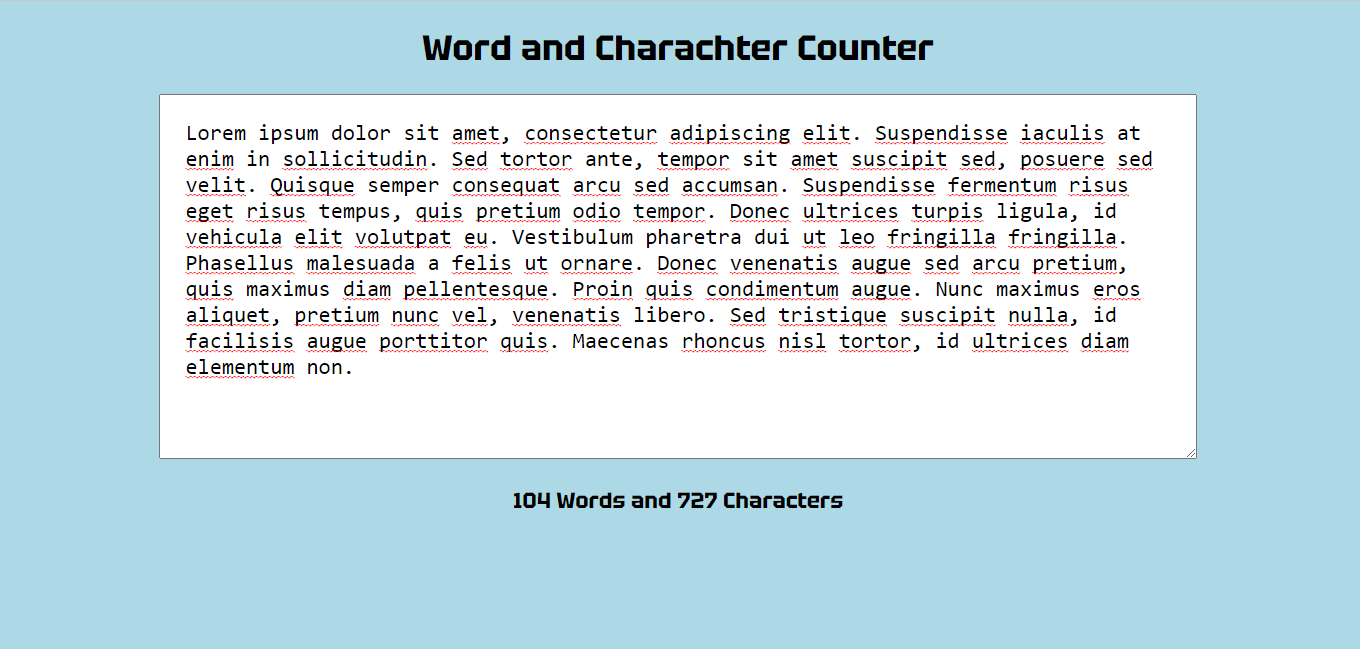 Word and Charachter Counter
Lorem ipsum dolor sit amet, consectetur adipiscing elit. Suspendisse iaculis at
enim in sollicitudin. Sed tortor ante, tempor sit amet suscipit sed, posuere sed
velit. Quisque semper consequat arcu sed accumsan. Suspendisse fermentum risus
eget risus tempus, quis pretium odio tempor. Donec ultrices turpis ligula, id
vehicula elit volutpat eu. Vestibulum pharetra dui ut leo fringilla fringilla.
Phasellus malesuada a felis ut ornare. Donec venenatis augue sed arcu pretium,
quis maximus diam pellentesque. Proin quis condimentum augue. Nunc maximus eros
aliquet, pretium nunc vel, venenatis libero. Sed tristique suscipit nulla, id
facilisis augue porttitor quis. Maecenas rhoncus nisl tortor, id ultrices diam
elementum non.
104 Words and 727 Characters